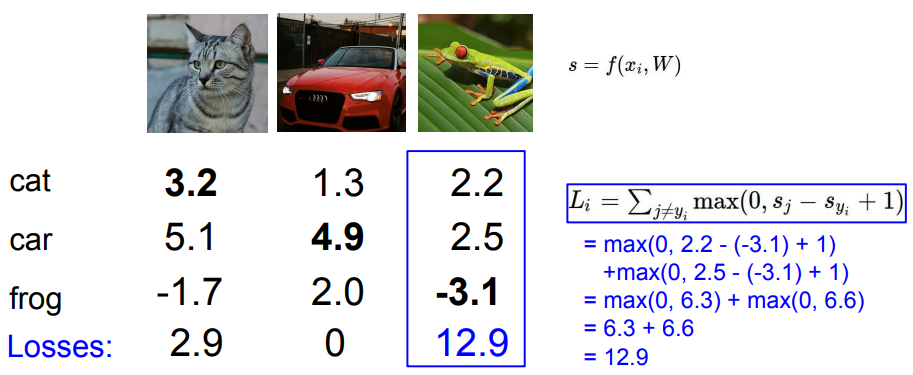 s = f(x_i, W)
cat 3.2 1.3 2.2
car 5.1 4.9 2.5
frog -1.7 2.0 -3.1
Losses: 2.9 0 12.9
L_i = ∑_{j≠y_i} max(0, s_j − s_{y_i} + 1)
= max(0, 2.2 - (-3.1) + 1)
+max(0, 2.5 - (-3.1) + 1)
= max(0, 6.3) + max(0, 6.6)
= 6.3 + 6.6
= 12.9